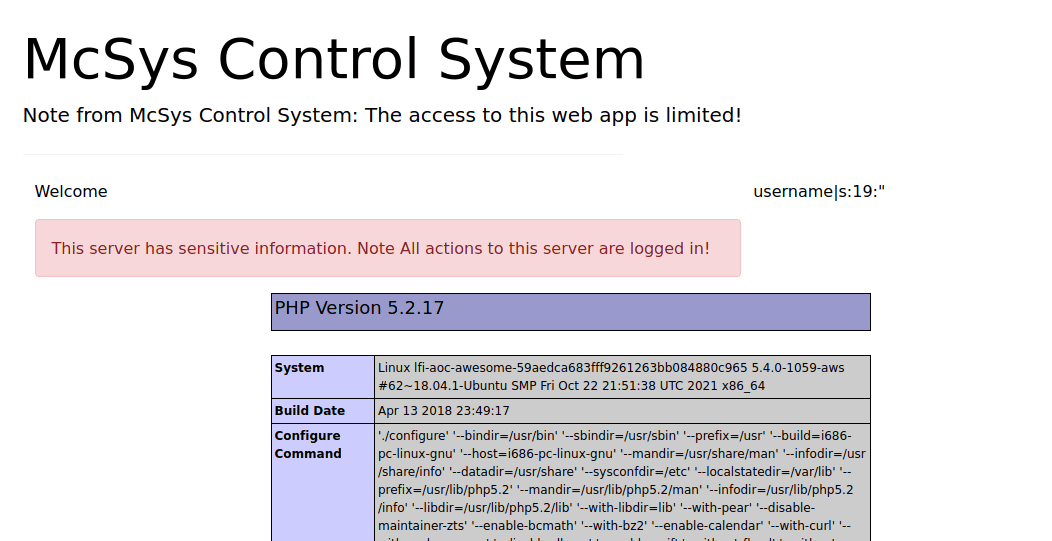 McSys Control System
Note from McSys Control System: The access to this web app is limited!
Welcome username|s:19:"
This server has sensitive information. Note All actions to this server are logged in!
PHP Version 5.2.17
System Linux lfi-aoc-awesome-59aedca683fff9261263bb084880c965 5.4.0-1059-aws
#62~18.04.1-Ubuntu SMP Fri Oct 22 21:51:38 UTC 2021 x86_64
Build Date Apr 13 2018 23:49:17
Configure './configure' '--bindir=/usr/bin' '--sbindir=/usr/sbin' '--prefix=/usr' '--build=i686-
Command pc-linux-gnu' '--host=i686-pc-linux-gnu' '--mandir=/usr/share/man' '--infodir=/usr
/share/info' '--datadir=/usr/share' '--sysconfdir=/etc' '--localstatedir=/var/lib' '--
prefix=/usr/lib/php5.2' '--mandir=/usr/lib/php5.2/man' '--infodir=/usr/lib/php5.2
/info' '--libdir=/usr/lib/php5.2/lib' '--with-libdir=lib' '--with-pear' '--disable-
maintainer-zts' '--enable-bcmath' '--with-bz2' '--enable-calendar' '--with-curl' '--